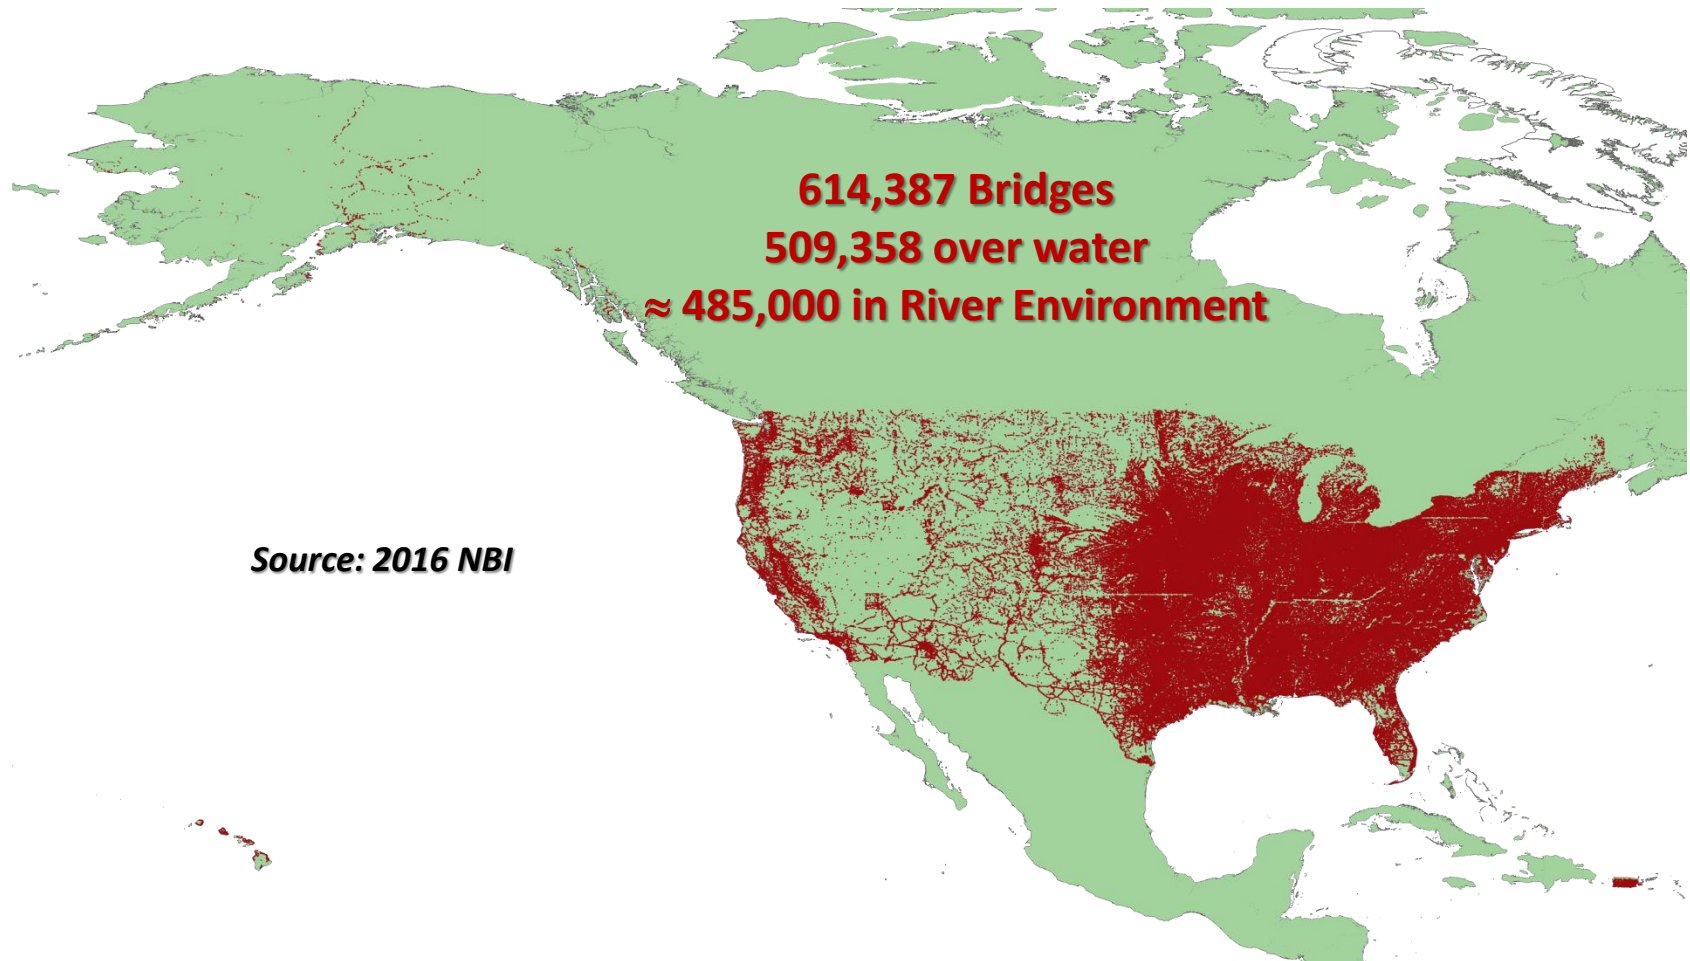 614,387 Bridges
509,358 over water
≈ 485,000 in River Environment
Source: 2016 NBI